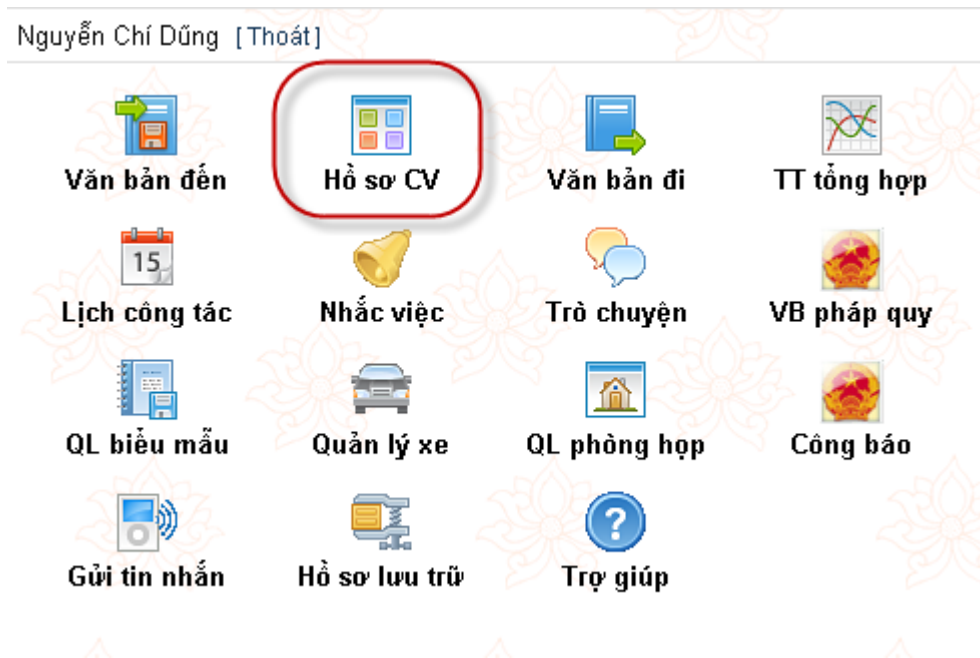 Nguyễn Chí Dũng [Thoát]
Văn bản đến Hồ sơ CV Văn bản đi TT tổng hợp
15
Lịch công tác Nhắc việc Trò chuyện VB pháp quy
QL biểu mẫu Quản lý xe QL phòng họp Công báo
?
Gửi tin nhắn Hồ sơ lưu trữ Trợ giúp